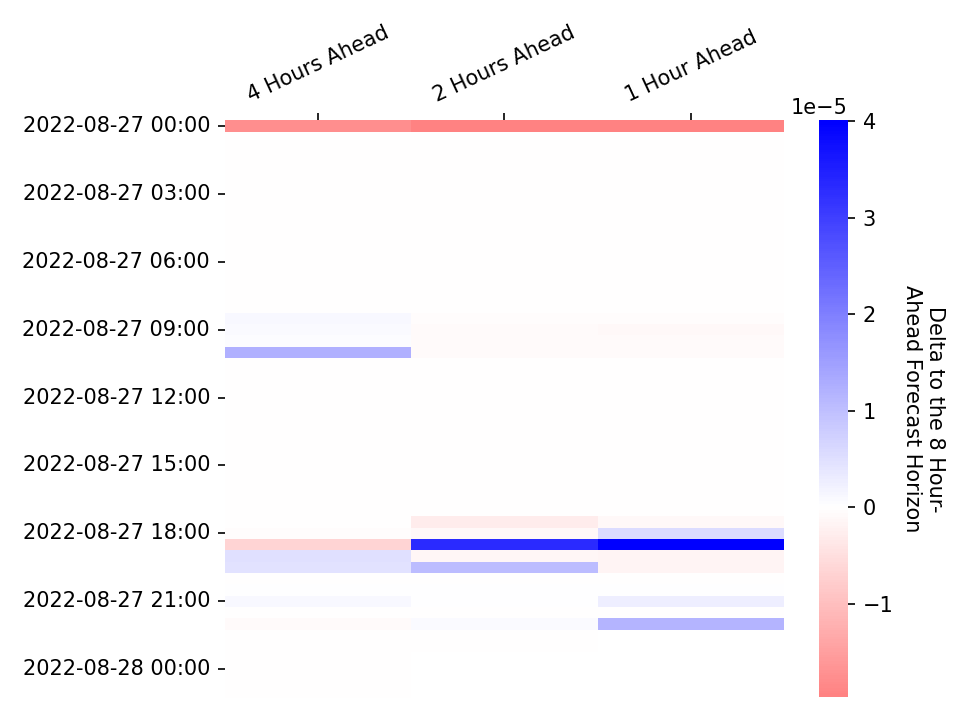 4 Hours Ahead
2 Hours Ahead
1 Hour Ahead
2022-08-27 00:00
2022-08-27 03:00
2022-08-27 06:00
2022-08-27 09:00
2022-08-27 12:00
2022-08-27 15:00
2022-08-27 18:00
2022-08-27 21:00
2022-08-28 00:00
1e−5
4
3
2
1
0
−1
Delta to the 8 Hour-
Ahead Forecast Horizon